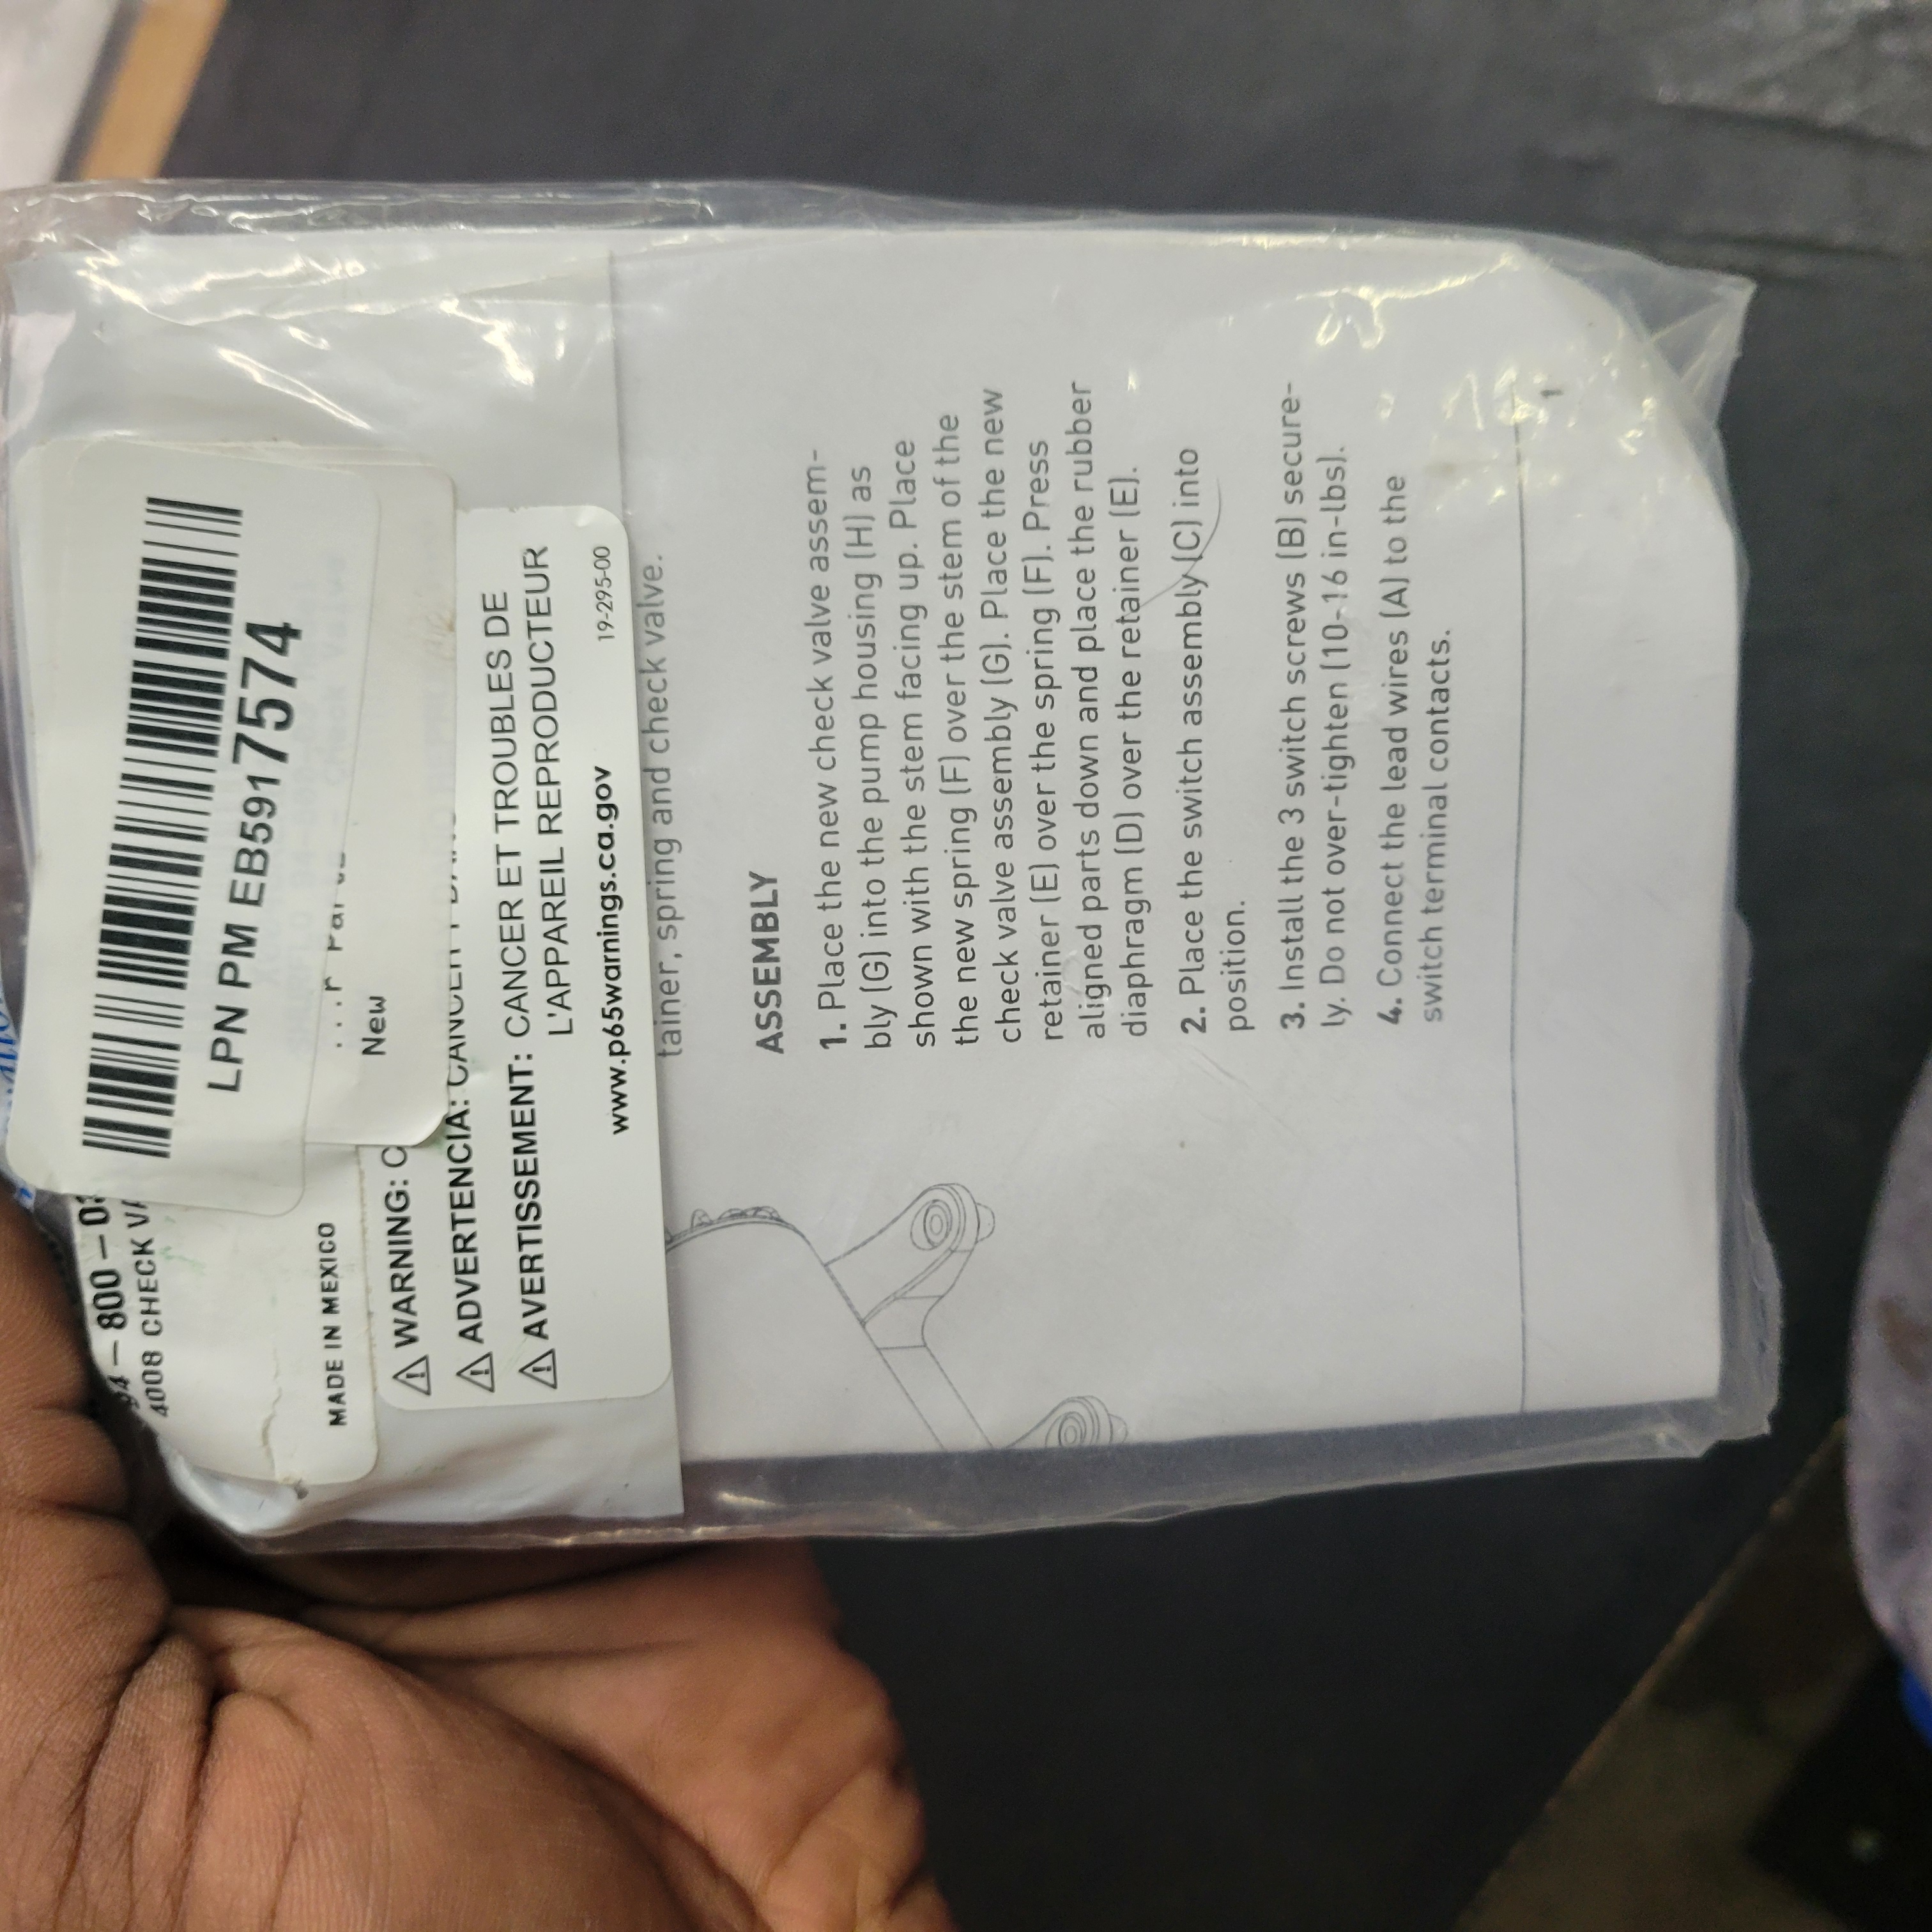 LPN PM EB5917574
New
4008 CHECK
MADE IN MEXICO
WARNING:
ADVERTENCIA: CANCER
AVERTISSEMENT: CANCER ET TROUBLES DE
L'APPAREIL REPRODUCTEUR
www.p65warnings.ca.gov 19-295-00
tainer, spring and check valve.
ASSEMBLY
1. Place the new check valve assem-
bly (G) into the pump housing (H) as
shown with the stem facing up. Place
the new spring (F) over the stem of the
check valve assembly (G). Place the new
retainer (E) over the spring (F). Press
aligned parts down and place the rubber
diaphragm (D) over the retainer (E).
2. Place the switch assembly (C) into
position.
3. Install the 3 switch screws (B) secure-
ly. Do not over-tighten (10-16 in-lbs).
4. Connect the lead wires (A) to the
switch terminal contacts.
1